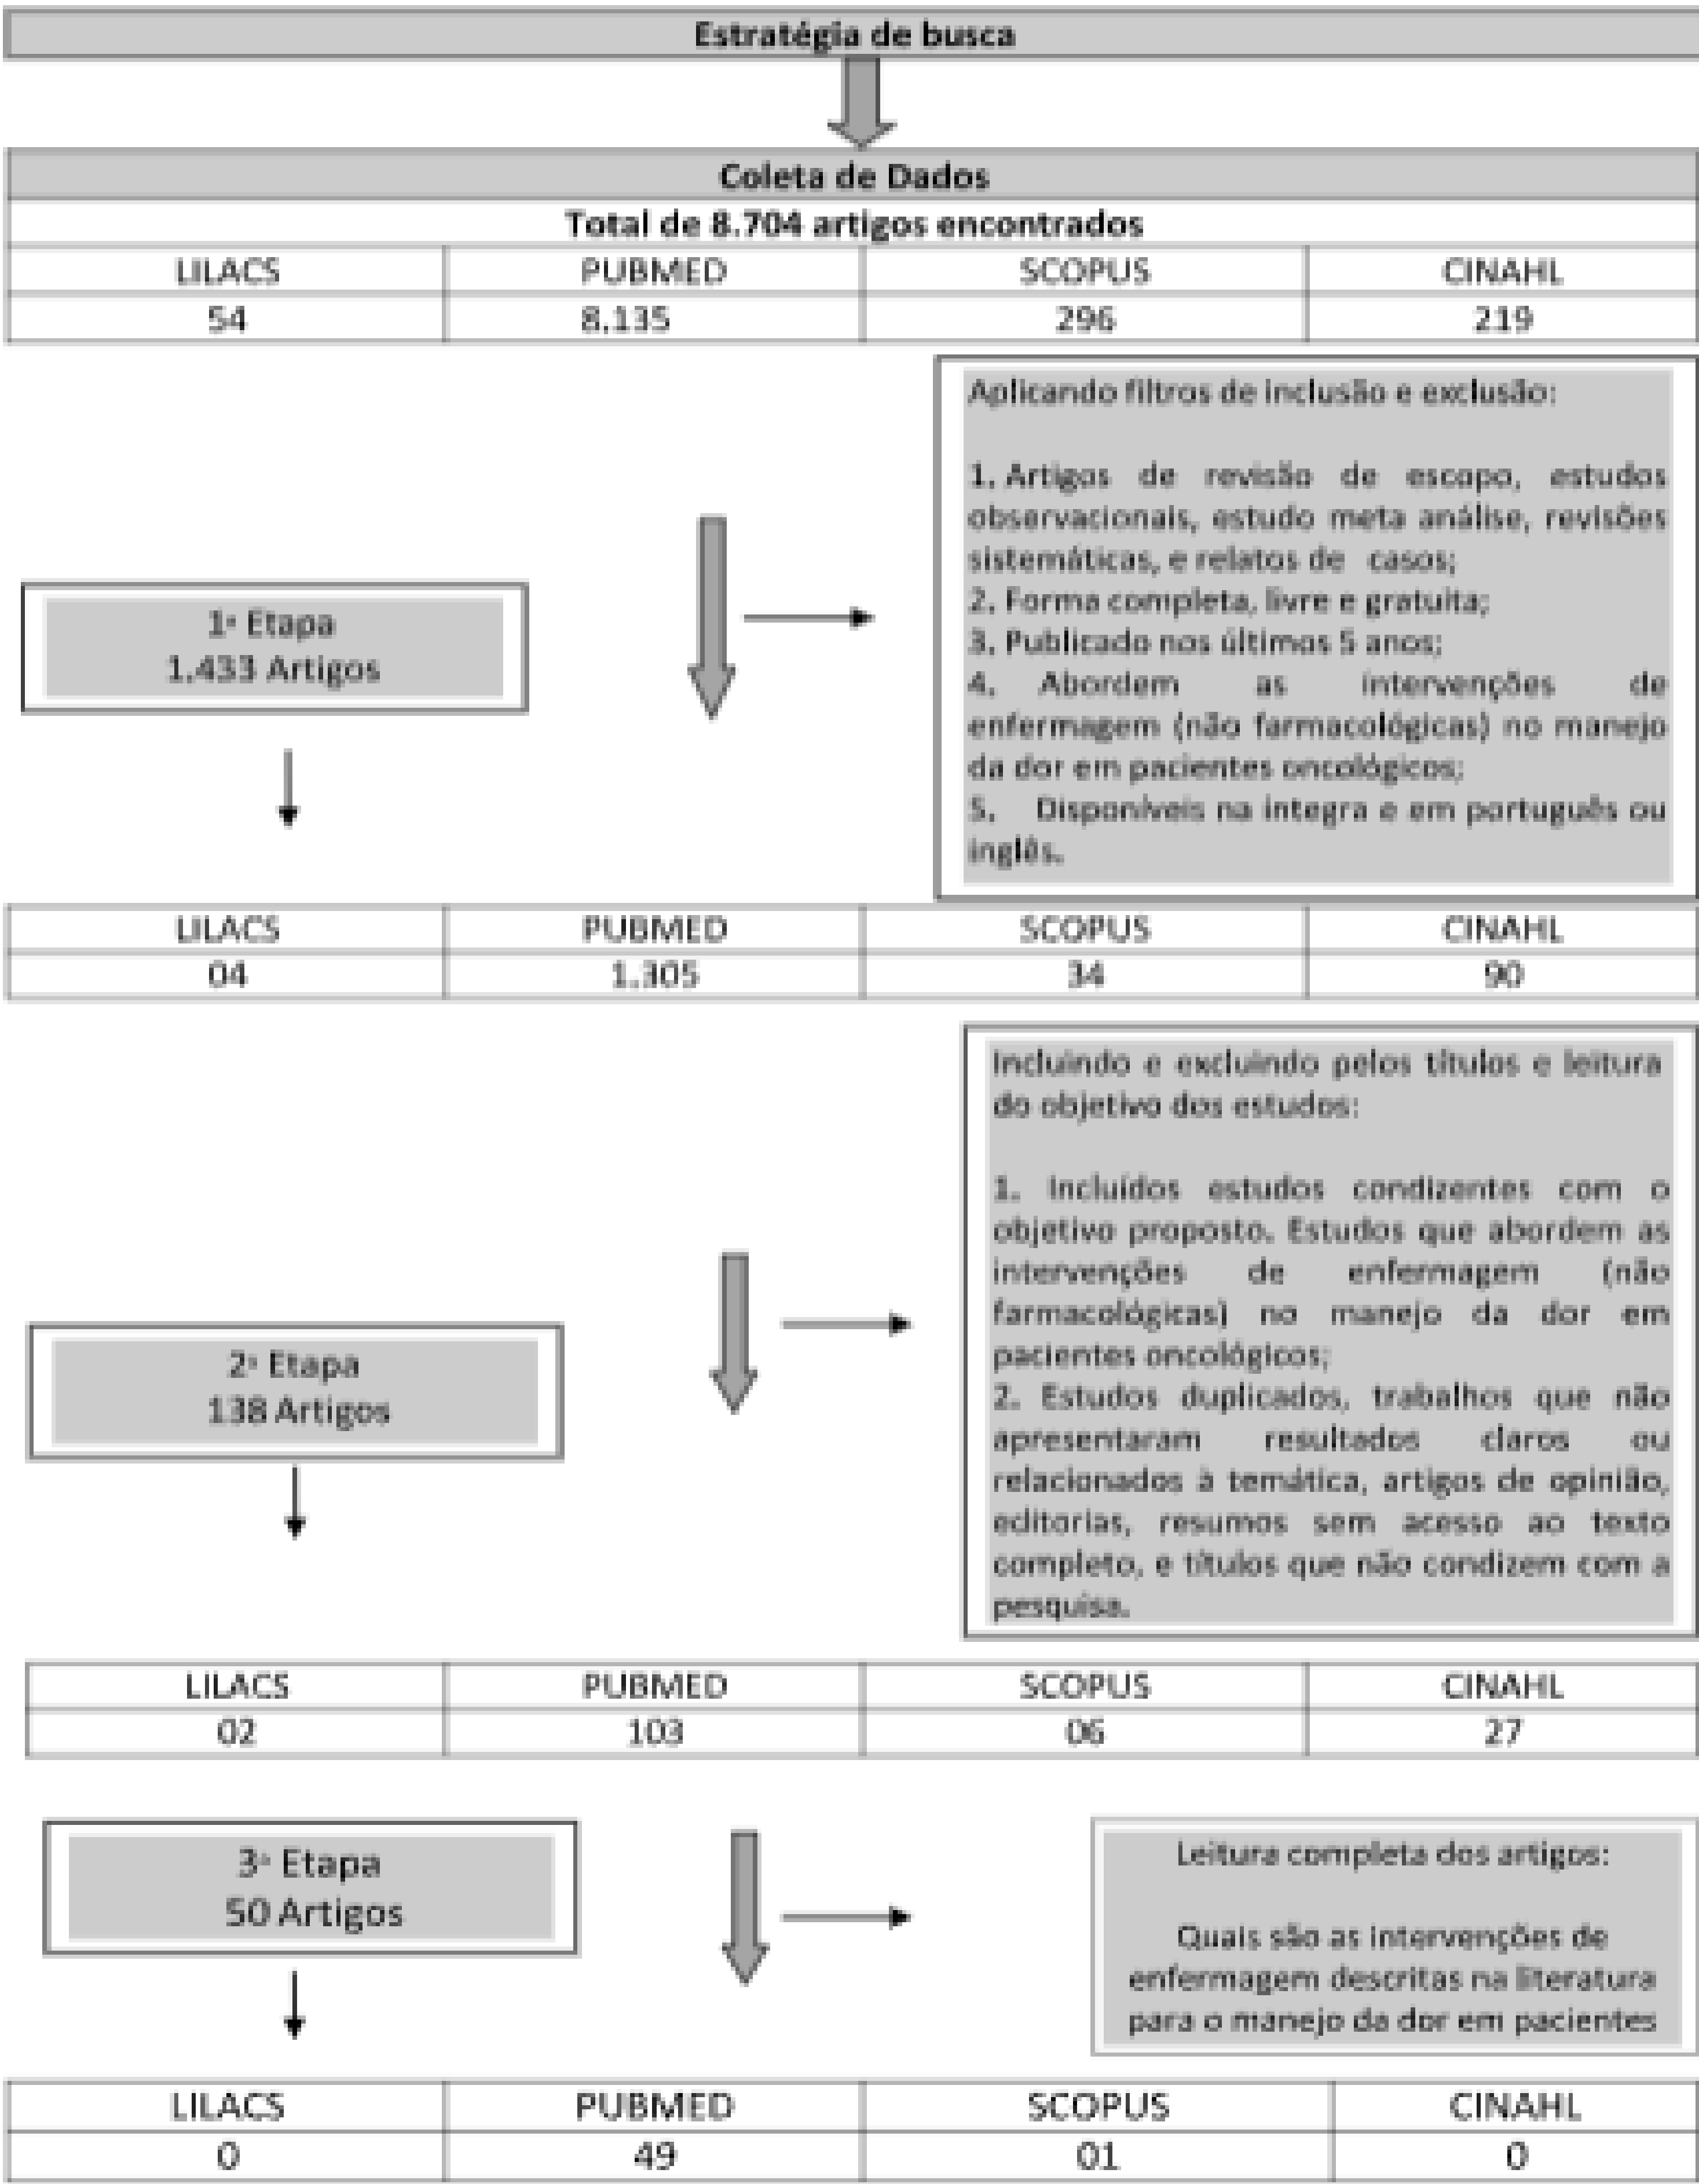 Estratégia de busca
Coleta de Dados
Total de 8.704 artigos encontrados
LILACS PUBMED SCOPUS CINAHL
54 8.135 296 219
Aplicando filtros de inclusão e exclusão:
1. Artigos de revisão de escopo, estudos
observacionais, estudo meta análise, revisões
sistemáticas, e relatos de casos;
2. Forma completa, livre e gratuita;
3. Publicado nos últimos 5 anos;
4. Abordem as intervenções de
enfermagem (não farmacológicas) no manejo
da dor em pacientes oncológicos;
5. Disponíveis na integra e em português ou
inglês.
1ª Etapa
1.433 Artigos
LILACS PUBMED SCOPUS CINAHL
04 1.305 34 90
Incluindo e excluindo pelos títulos e leitura
do objetivo dos estudos:
1. Incluídos estudos condizentes com o
objetivo proposto. Estudos que abordem as
intervenções de enfermagem (não
farmacológicas) no manejo da dor em
pacientes oncológicos;
2. Estudos duplicados, trabalhos que não
apresentaram resultados claros ou
relacionados à temática, artigos de opinião,
editorias, resumos sem acesso ao texto
completo, e títulos que não condizem com a
pesquisa.
2ª Etapa
138 Artigos
LILACS PUBMED SCOPUS CINAHL
02 103 06 27
3ª Etapa
50 Artigos
Leitura completa dos artigos:
Quais são as intervenções de
enfermagem descritas na literatura
para o manejo da dor em pacientes
LILACS PUBMED SCOPUS CINAHL
0 49 01 0